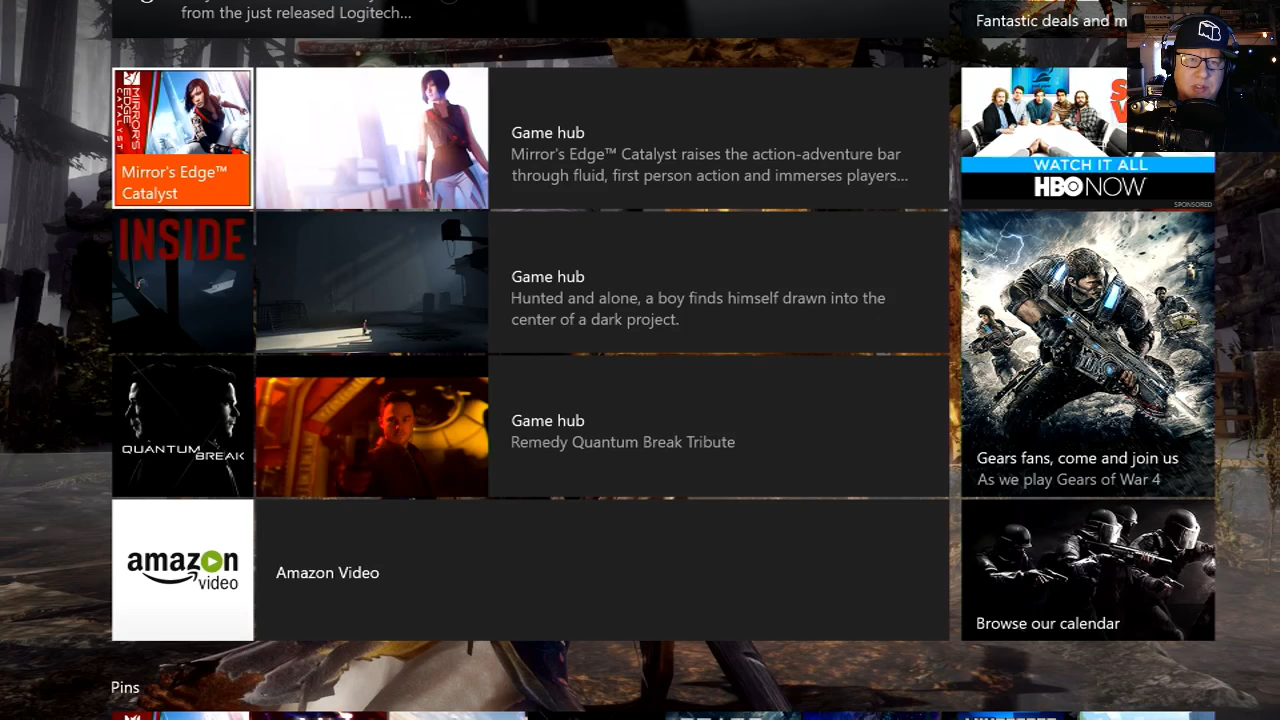 from the just released Logitech...
Fantastic deals and m
MIRROR'S
EDGE
CATALYST
Mirror's Edge™
Catalyst
Game hub
Mirror's Edge™ Catalyst raises the action-adventure bar
through fluid, first person action and immerses players...
WATCH IT ALL
HBO NOW
SPONSORED
INSIDE
Game hub
Hunted and alone, a boy finds himself drawn into the
center of a dark project.
QUANTUM
BREAK
Game hub
Remedy Quantum Break Tribute
Gears fans, come and join us
As we play Gears of War 4
amazon
video
Amazon Video
Browse our calendar
Pins